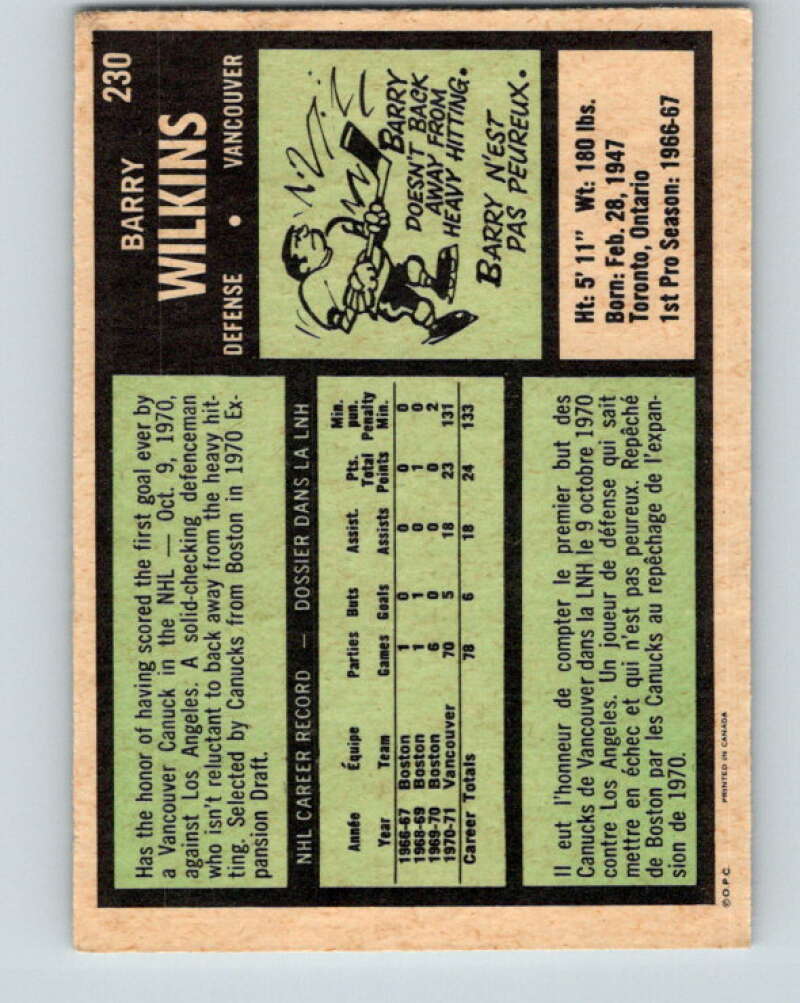 BARRY 230
WILKINS
DEFENSE • VANCOUVER
Has the honor of having scored the first goal ever by
a Vancouver Canuck in the NHL — Oct. 9, 1970,
against Los Angeles. A solid-checking defenceman
who isn't reluctant to back away from the heavy hit-
ting. Selected by Canucks from Boston in 1970 Ex-
pansion Draft.
BARRY
DOESN'T BACK
AWAY FROM
HEAVY HITTING.
BARRY N'EST
PAS PEUREUX.
NHL CAREER RECORD — DOSSIER DANS LA LNH
Année Équipe Parties Buts Assist. Pts. Min. pun.
Year Team Games Goals Assists Total Points Penalty Min.
1966-67 Boston 1 0 0 0 0
1968-69 Boston 1 1 0 1 0
1969-70 Boston 6 0 0 0 2
1970-71 Vancouver 70 5 18 23 131
Career Totals 78 6 18 24 133
Ht: 5' 11" Wt: 180 lbs.
Born: Feb. 28, 1947
Toronto, Ontario
1st Pro Season: 1966-67
Il eut l'honneur de compter le premier but des
Canucks de Vancouver dans la LNH le 9 octobre 1970
contre Los Angeles. Un joueur de défense qui sait
mettre en échec et qui n'est pas peureux. Repêché
de Boston par les Canucks au repêchage de l'expan-
sion de 1970.
© O.P.C. PRINTED IN CANADA